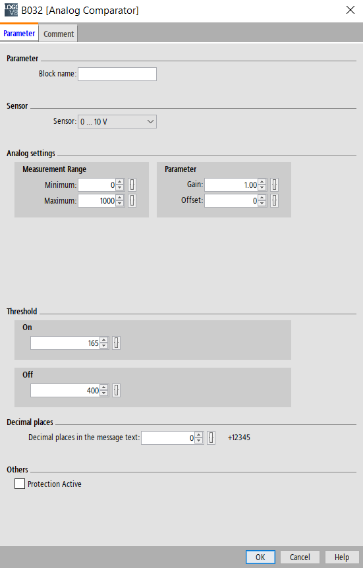 B032 [Analog Comparator]
Parameter Comment
Parameter
Block name:
Sensor
Sensor: 0 ... 10 V
Analog settings
Measurement Range
Minimum: 0
Maximum: 1000
Parameter
Gain: 1.00
Offset: 0
Threshold
On
165
Off
400
Decimal places
Decimal places in the message text: 0 +12345
Others
Protection Active
OK Cancel Help